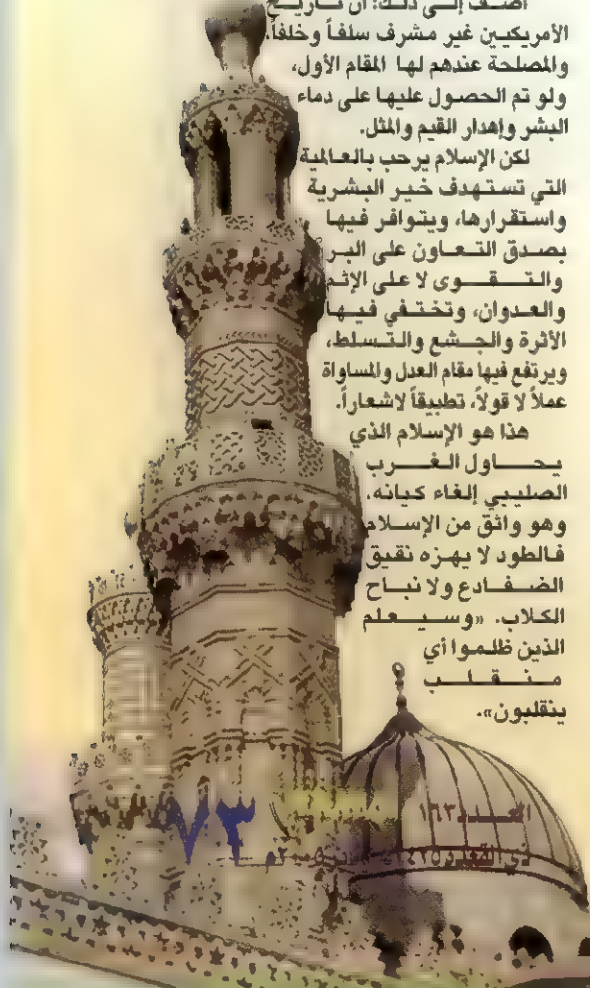 أضف إلى ذلك: أن تاريخ
الأمريكيين غير مشرف سلفاً وخلفاً،
والمصلحة عندهم لها المقام الأول،
ولو تم الحصول عليها على دماء
البشر وإهدار القيم والمثل.
لكن الإسلام يرحب بالعالمية
التي تستهدف خير البشرية
واستقرارها، ويتوافر فيها
بصدق التعاون على البر
والتقوى لا على الإثم
والعدوان، وتختفي فيها
الأثرة والجشع والتسلط،
ويرتفع فيها مقام العدل والمساواة
عملاً لا قولاً، تطبيقاً لاشعاراً.
هذا هو الإسلام الذي
يحاول الغرب
الصليبي إلغاء كيانه،
وهو واثق من الإسلام
فالطود لا يهزه نقيق
الضفادع ولا نباح
الكلاب. «وسيعلم
الذين ظلموا أي
منقلب
ينقلبون».
٧٣
العدد ١٦٣
ذي القعدة ١٤٢٥